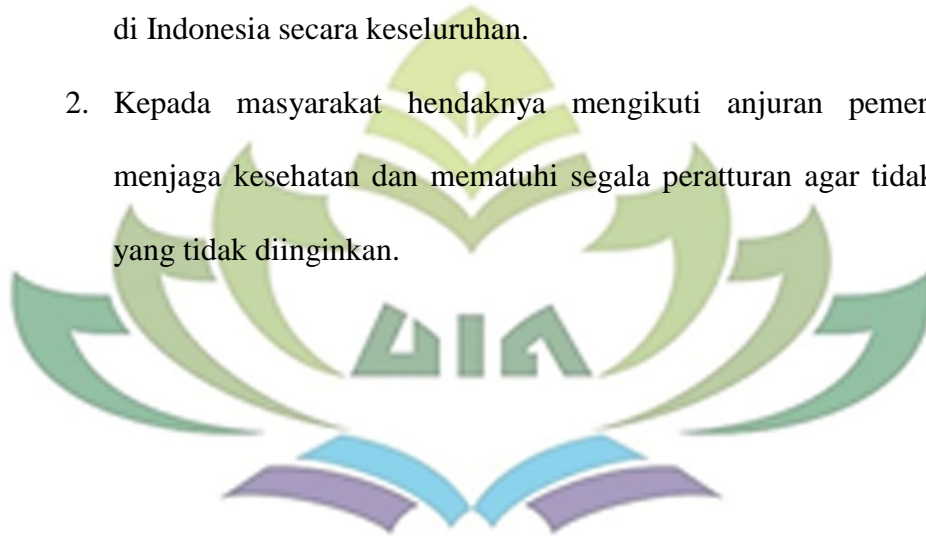 di Indonesia secara keseluruhan.
2. Kepada masyarakat hendaknya mengikuti anjuran
menjaga kesehatan dan mematuhi segala peratturan agar
yang tidak diinginkan.
UIN